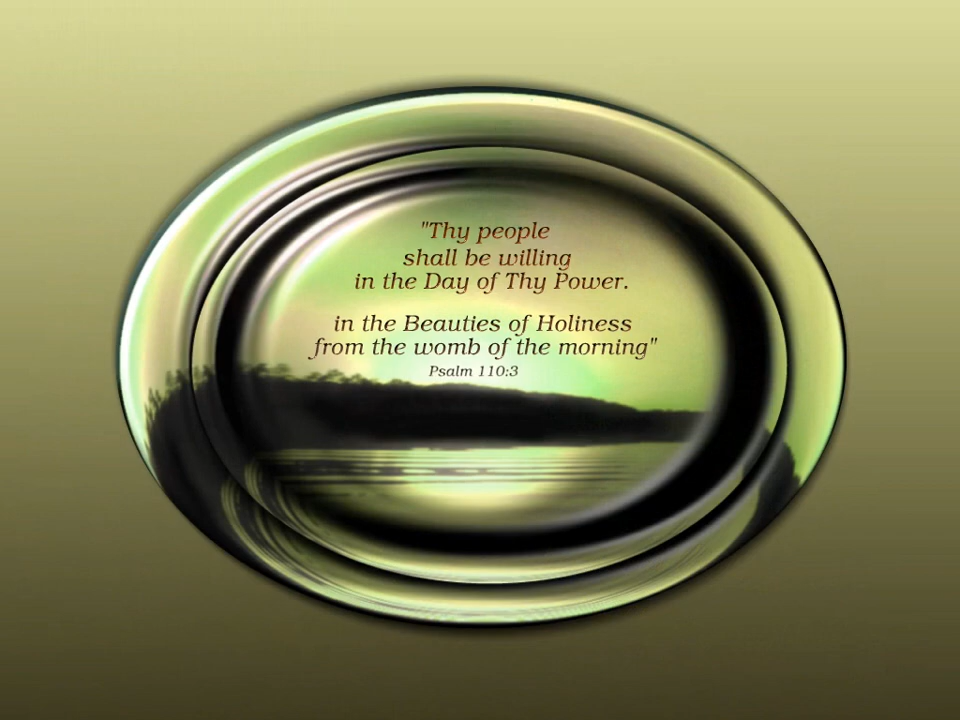 "Thy people
shall be willing
in the Day of Thy Power.
in the Beauties of Holiness
from the womb of the morning"
Psalm 110:3